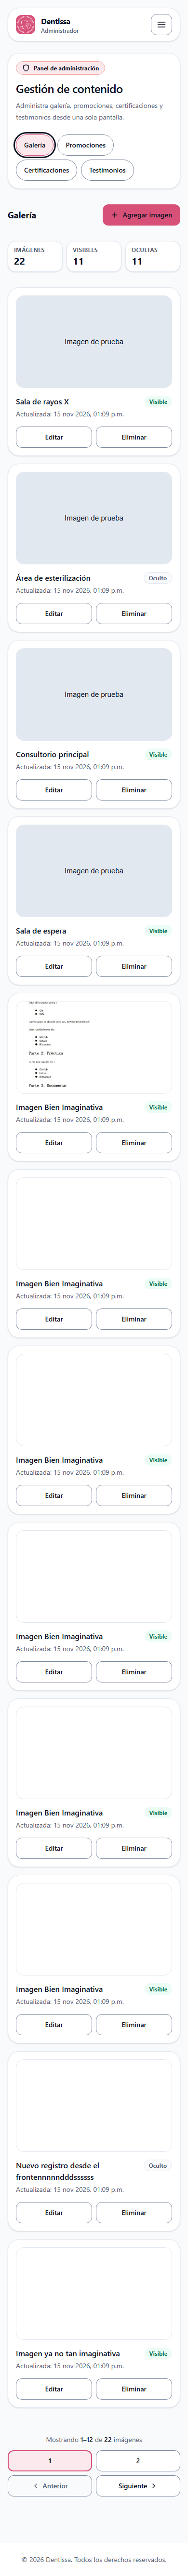 Dentissa
Administrador
Panel de administración
Gestión de contenido
Administra galería, promociones, certificaciones y
testimonios desde una sola pantalla.
Galería
Promociones
Certificaciones
Testimonios
Galería
+ Agregar imagen
IMÁGENES
22
VISIBLES
11
OCULTAS
11
Imagen de prueba
Sala de rayos X
Visible
Actualizada: 15 nov 2026, 01:09 p.m.
Editar
Eliminar
Imagen de prueba
Área de esterilización
Oculto
Actualizada: 15 nov 2026, 01:09 p.m.
Editar
Eliminar
Imagen de prueba
Consultorio principal
Visible
Actualizada: 15 nov 2026, 01:09 p.m.
Editar
Eliminar
Imagen de prueba
Sala de espera
Visible
Actualizada: 15 nov 2026, 01:09 p.m.
Editar
Eliminar
Parte 2: Práctica
Parte 3: Documentar
Imagen Bien Imaginativa
Visible
Actualizada: 15 nov 2026, 01:09 p.m.
Editar
Eliminar
Imagen Bien Imaginativa
Visible
Actualizada: 15 nov 2026, 01:09 p.m.
Editar
Eliminar
Imagen Bien Imaginativa
Visible
Actualizada: 15 nov 2026, 01:09 p.m.
Editar
Eliminar
Imagen Bien Imaginativa
Visible
Actualizada: 15 nov 2026, 01:09 p.m.
Editar
Eliminar
Imagen Bien Imaginativa
Visible
Actualizada: 15 nov 2026, 01:09 p.m.
Editar
Eliminar
Imagen Bien Imaginativa
Visible
Actualizada: 15 nov 2026, 01:09 p.m.
Editar
Eliminar
Nuevo registro desde el
frontennnnndddssssss
Oculto
Actualizada: 15 nov 2026, 01:09 p.m.
Editar
Eliminar
Imagen ya no tan imaginativa
Visible
Actualizada: 15 nov 2026, 01:09 p.m.
Editar
Eliminar
Mostrando 1–12 de 22 imágenes
1
2
Anterior
Siguiente
© 2026 Dentissa. Todos los derechos reservados.